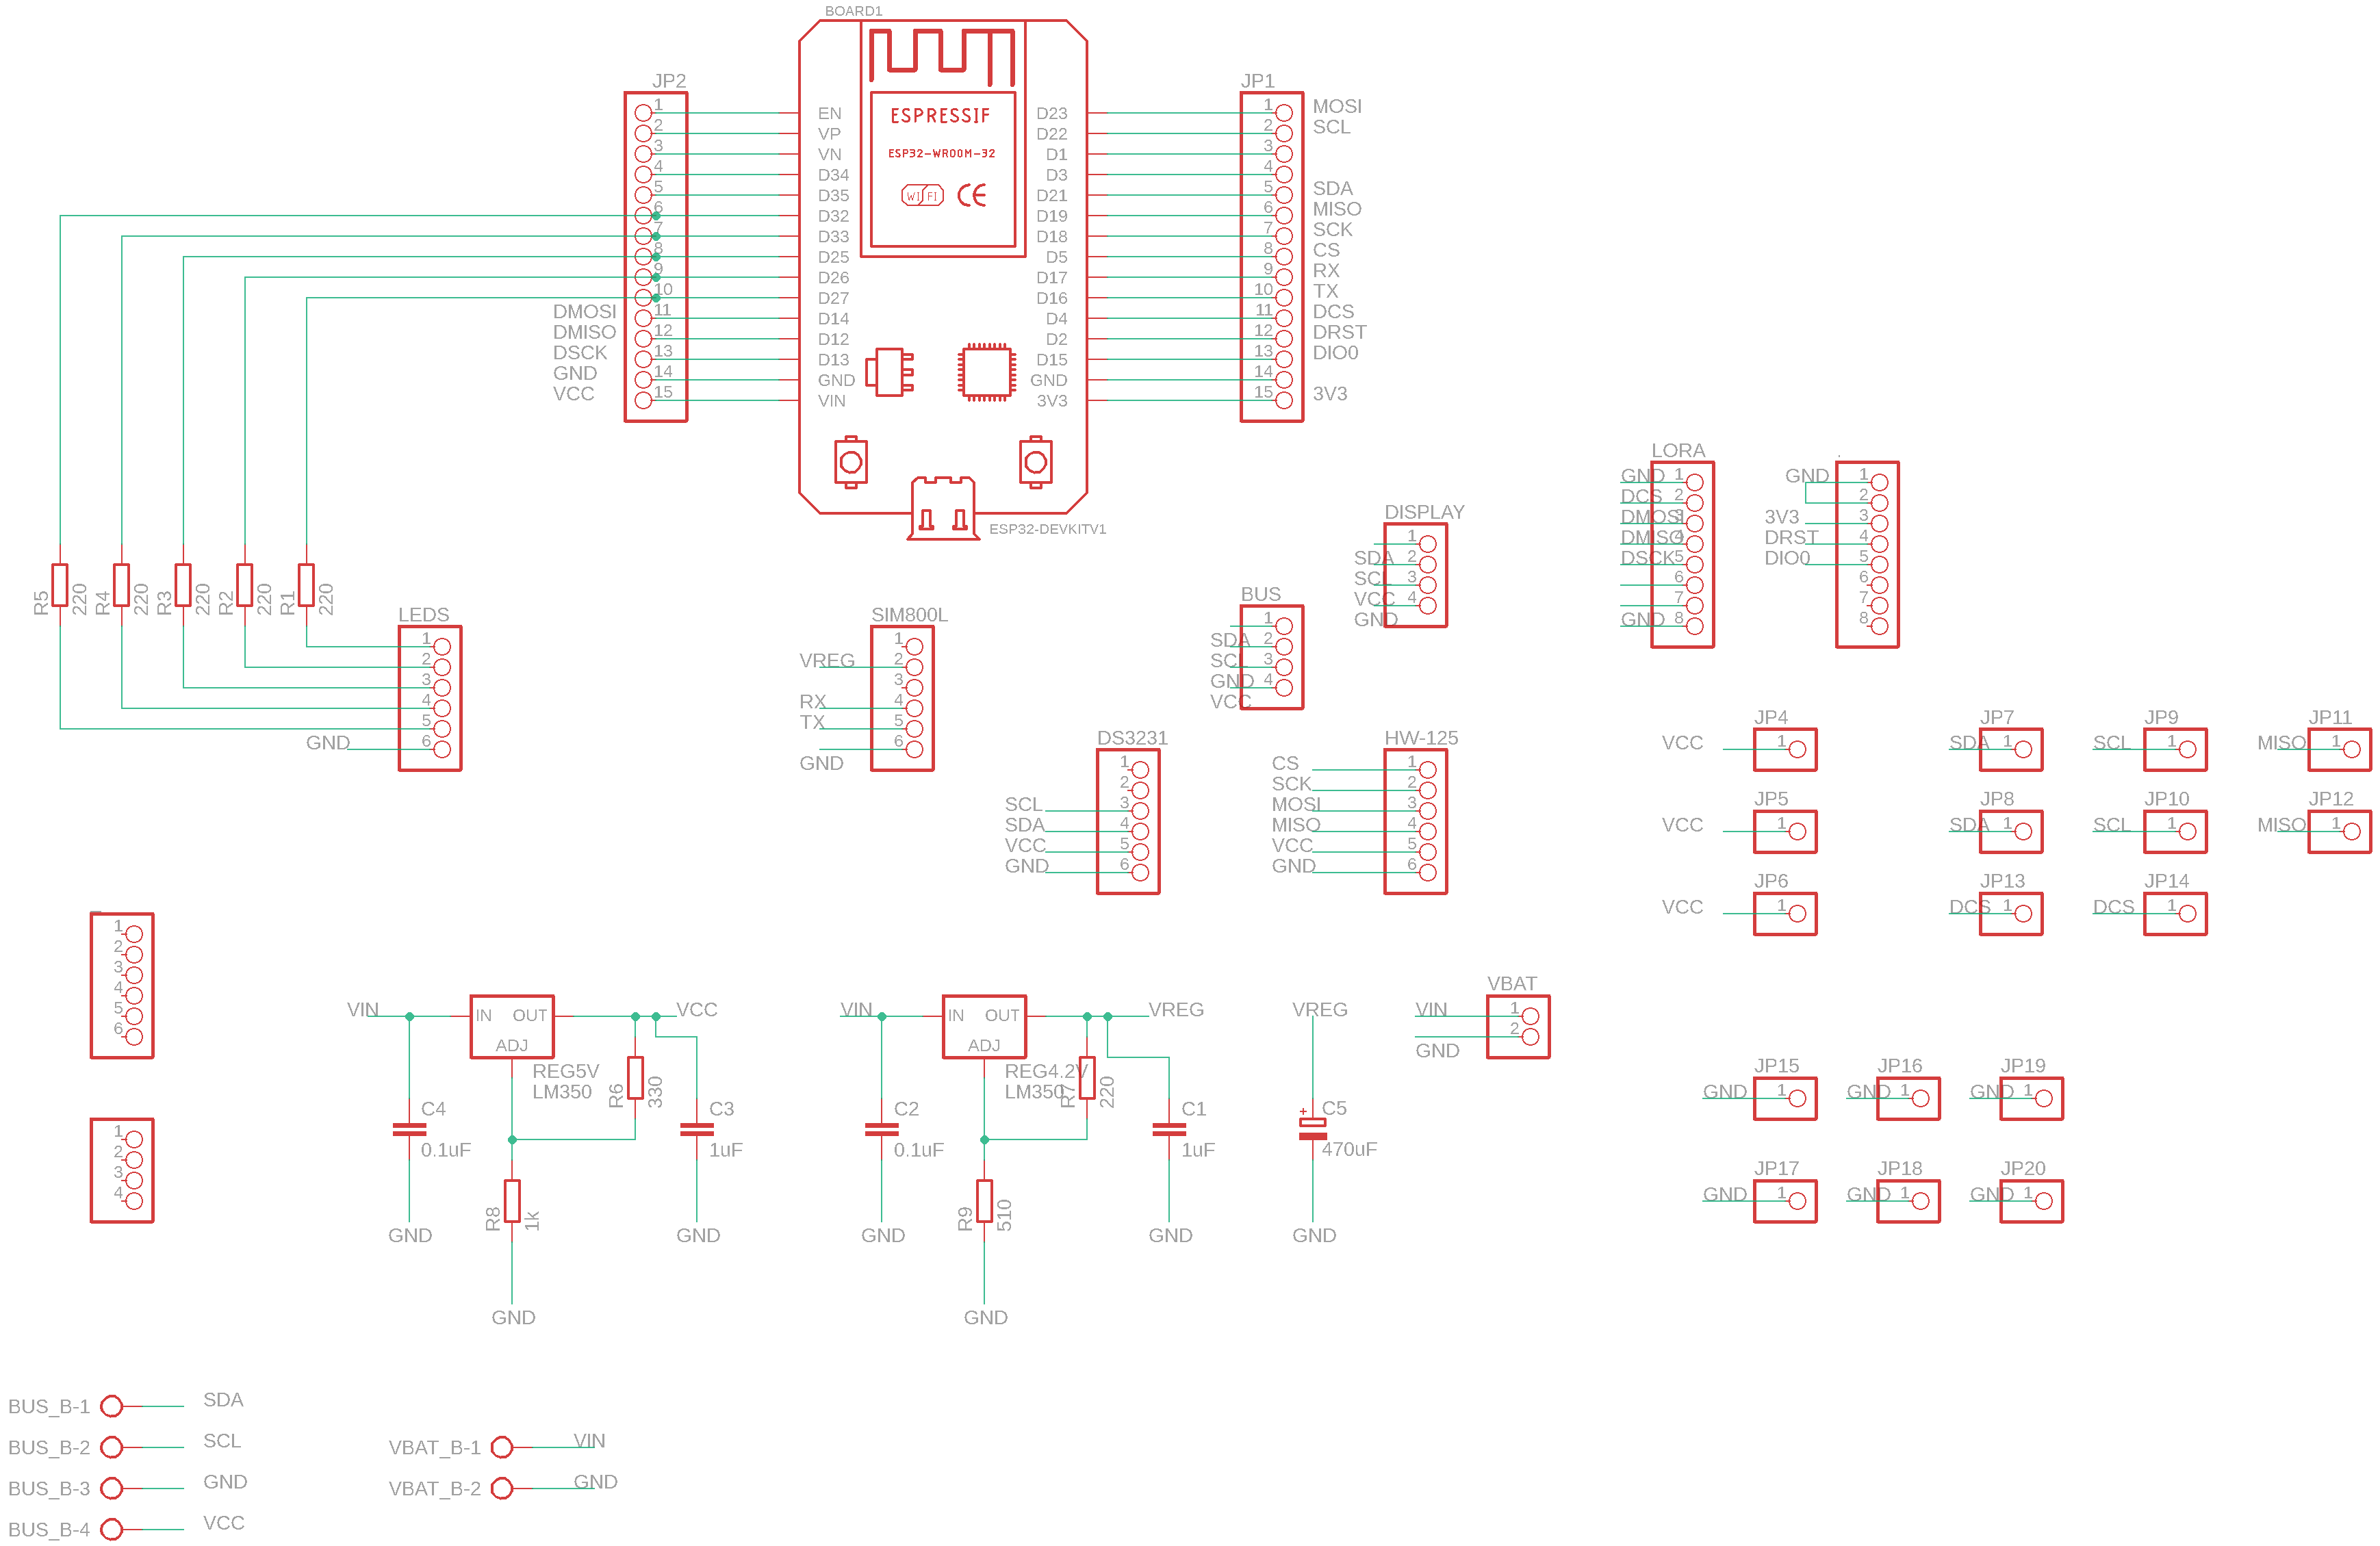 BOARD1
JP2
JP1
ESPRESSIF
ESP32-WROOM-32
WI FI CE
1 EN D23 1 MOSI
2 VP D22 2 SCL
3 VN D1 3
4 D34 D3 4
5 D35 D21 5 SDA
6 D32 D19 6 MISO
7 D33 D18 7 SCK
8 D25 D5 8 CS
9 D26 D17 9 RX
10 D27 D16 10 TX
DMOSI 11 D14 D4 11 DCS
DMISO 12 D12 D2 12 DRST
DSCK 13 D13 D15 13 DIO0
GND 14 GND GND 14
VCC 15 VIN 3V3 15 3V3
ESP32-DEVKITV1
R5 220
R4 220
R3 220
R2 220
R1 220
LEDS
1
2
3
4
5
GND 6
SIM800L
1
VREG 2
3
RX 4
TX 5
6
GND
DISPLAY
1
SDA 2
SCL 3
VCC 4
GND
BUS
1
SDA 2
SCL 3
GND 4
VCC
LORA
GND 1
DCS 2
DMOSI 3
DMISO 4
DSCK 5
6
7
GND 8
.
GND 1
2
3V3 3
DRST 4
DIO0 5
6
7
8
DS3231
1
2
SCL 3
SDA 4
VCC 5
GND 6
HW-125
CS 1
SCK 2
MOSI 3
MISO 4
VCC 5
GND 6
JP4
VCC 1
JP7
SDA 1
JP9
SCL 1
JP11
MISO 1
JP5
VCC 1
JP8
SDA 1
JP10
SCL 1
JP12
MISO 1
JP6
VCC 1
JP13
DCS 1
JP14
DCS 1
1
2
3
4
5
6
1
2
3
4
VIN IN OUT VCC
ADJ
REG5V
LM350
R6 330
C4
0.1uF
C3
1uF
R8 1k
GND
GND
GND
VIN IN OUT VREG
ADJ
REG4.2V
LM350
R7 220
C2
0.1uF
C1
1uF
R9 510
GND
GND
GND
VREG
+ C5
470uF
GND
VBAT
VIN 1
2
GND
JP15
GND 1
JP16
GND 1
JP19
GND 1
JP17
GND 1
JP18
GND 1
JP20
GND 1
BUS_B-1 SDA
BUS_B-2 SCL
BUS_B-3 GND
BUS_B-4 VCC
VBAT_B-1 VIN
VBAT_B-2 GND